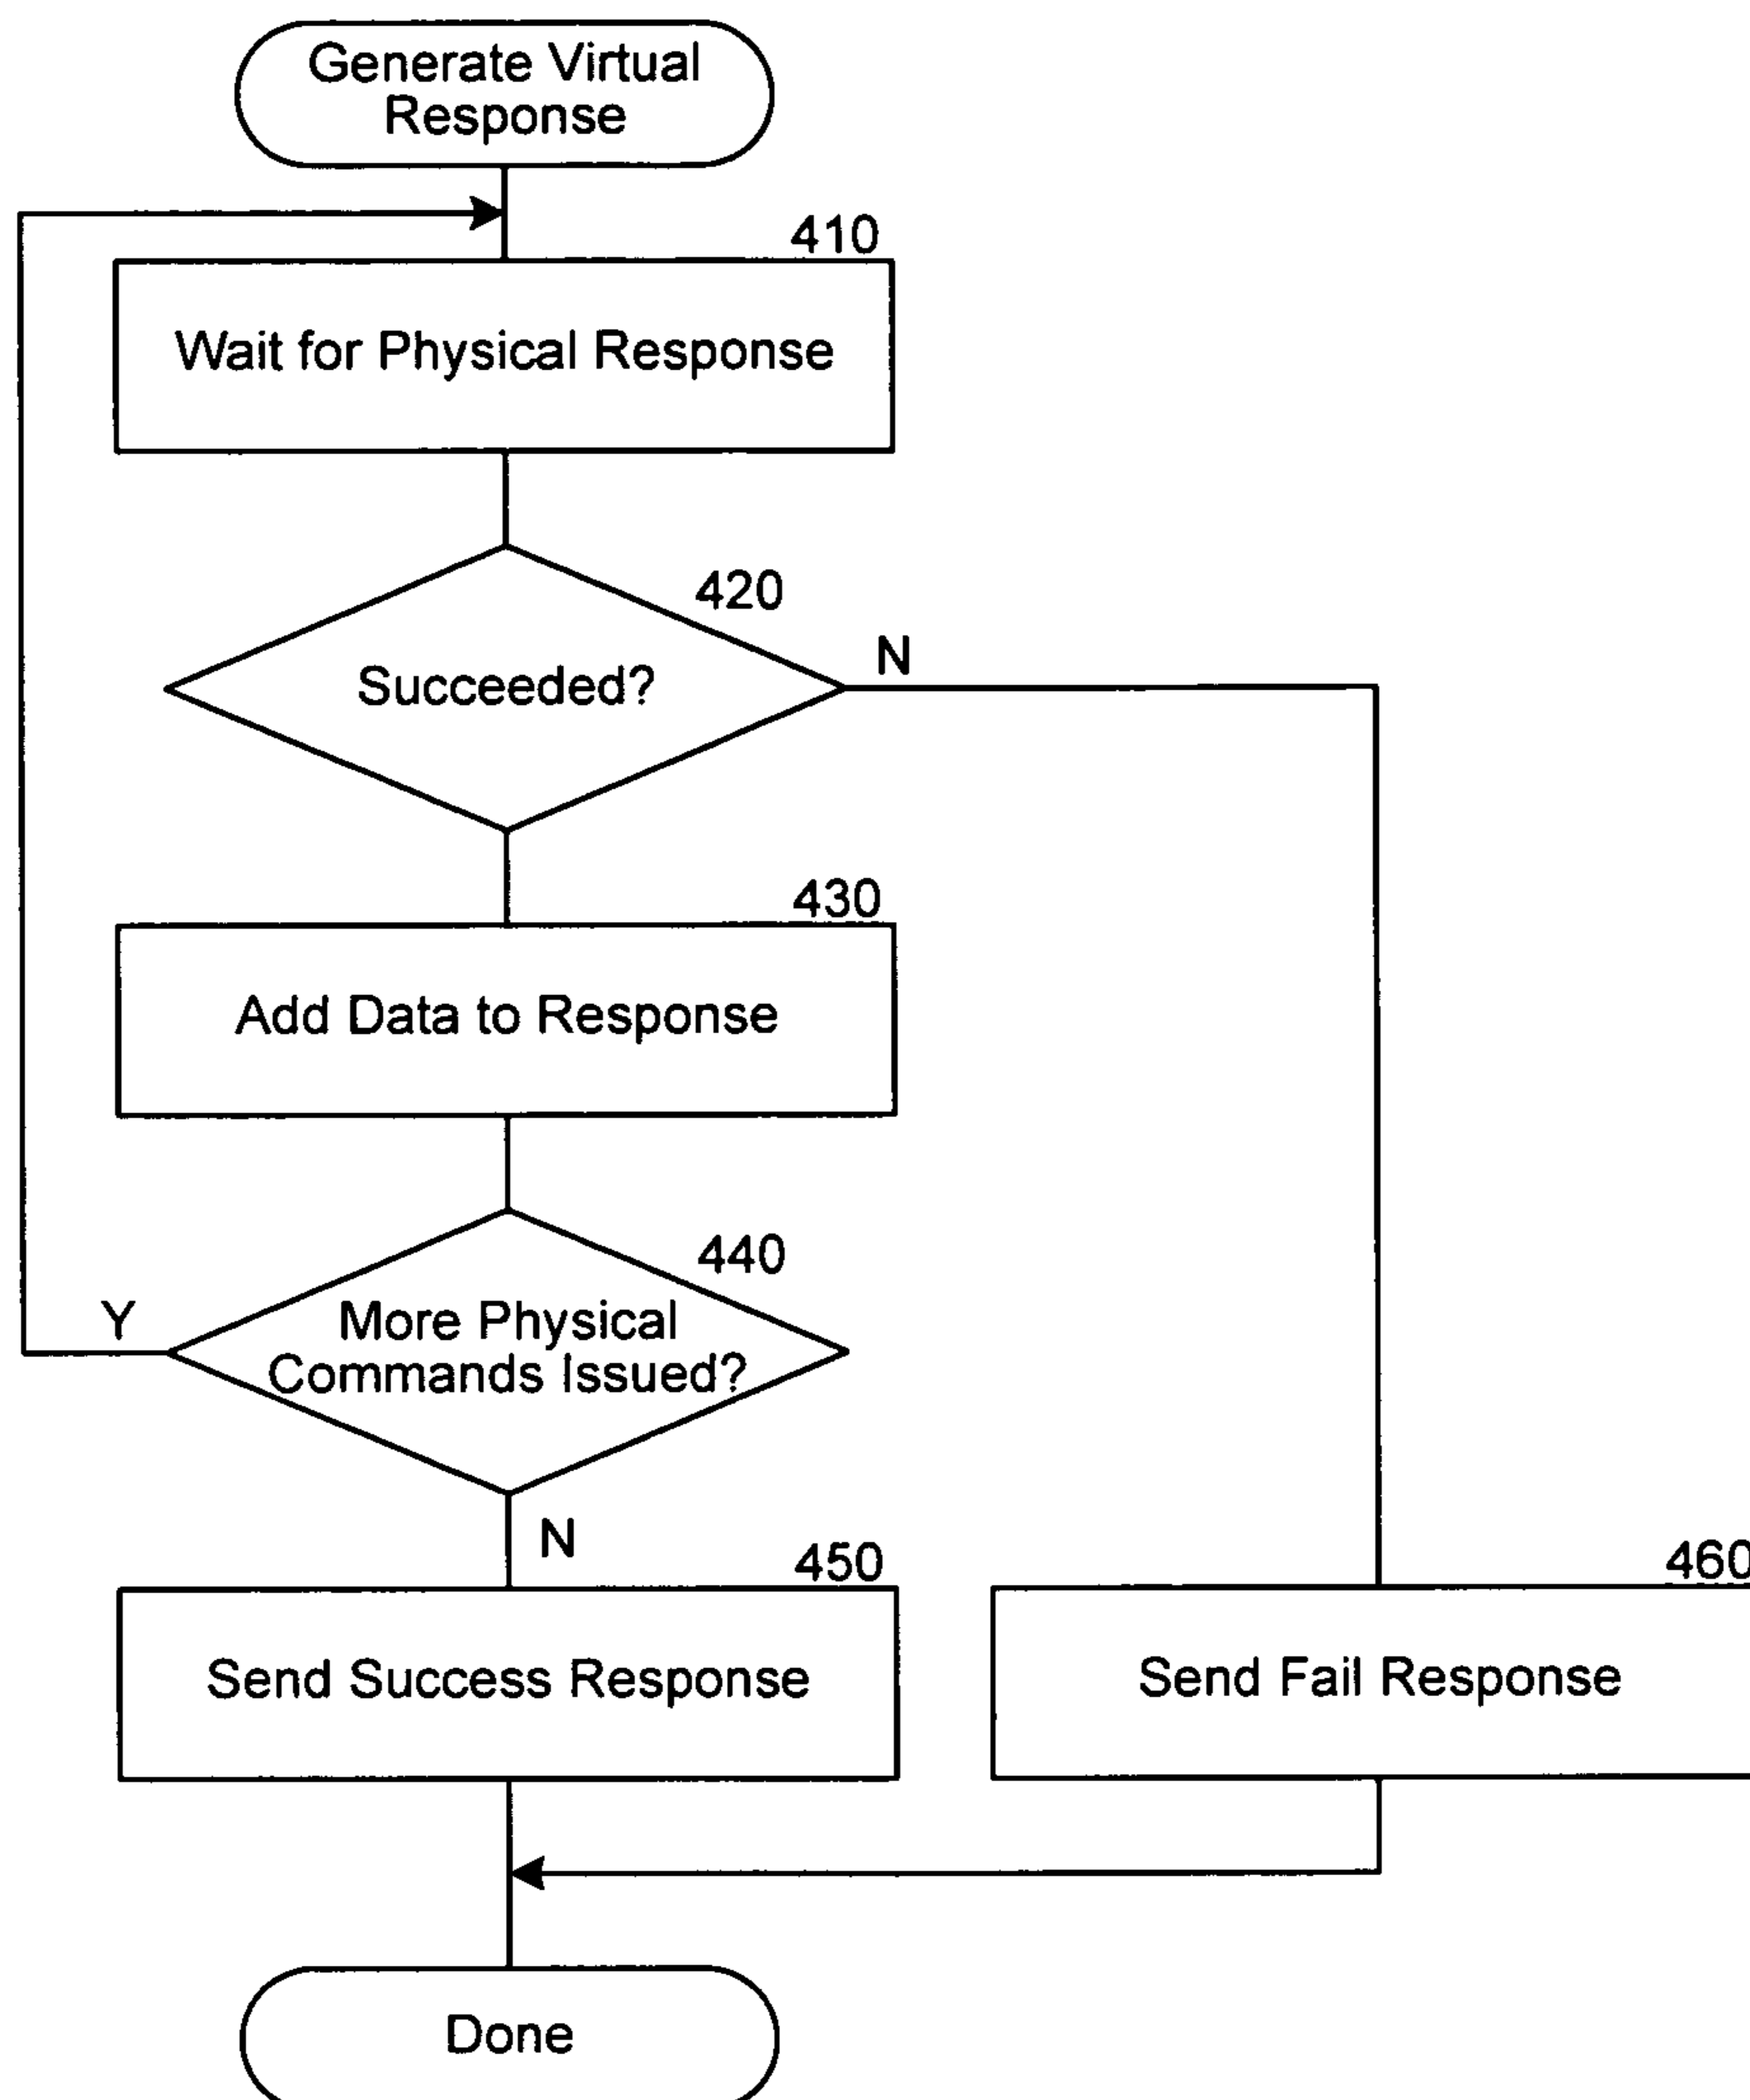 Generate Virtual
Response
410
Wait for Physical Response
420
Succeeded?
N
430
Add Data to Response
440
Y
More Physical
Commands Issued?
N
450
Send Success Response
460
Send Fail Response
Done